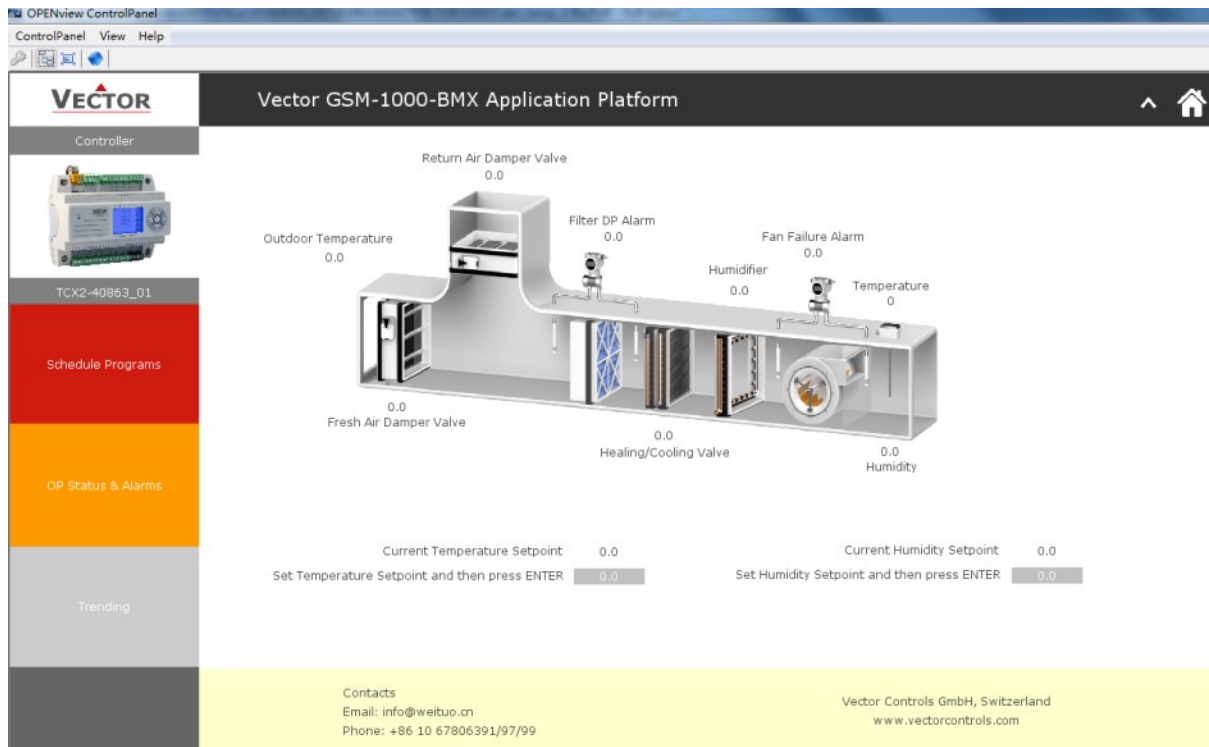 OPENview ControlPanel
ControlPanel View Help
VECTOR
Vector GSM-1000-BMX Application Platform
Controller
TCX2-40863_01
Schedule Programs
OP Status & Alarms
Trending
Return Air Damper Valve
0.0
Outdoor Temperature
0.0
Filter DP Alarm
0.0
Fan Failure Alarm
0.0
Humidifier
0.0
Temperature
0
0.0
Fresh Air Damper Valve
0.0
Healing/Cooling Valve
0.0
Humidity
Current Temperature Setpoint 0.0
Set Temperature Setpoint and then press ENTER 0.0
Current Humidity Setpoint 0.0
Set Humidity Setpoint and then press ENTER 0.0
Contacts
Email: info@weituo.cn
Phone: +86 10 67806391/97/99
Vector Controls GmbH, Switzerland
www.vectorcontrols.com